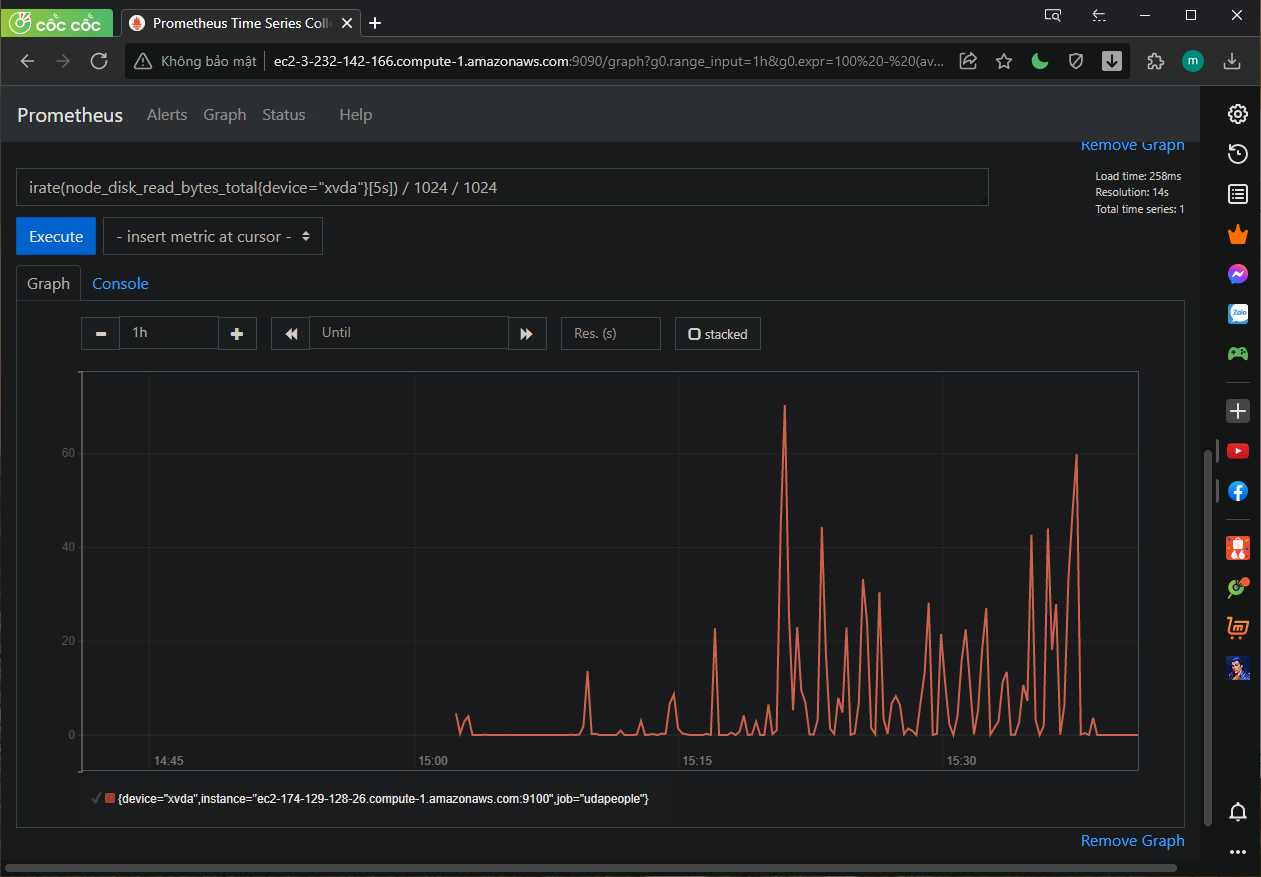 cốc cốc
Prometheus Time Series Coll
Không bảo mật
ec2-3-232-142-166.compute-1.amazonaws.com:9090/graph?g0.range_input=1h&g0.expr=100%20-%20(av...
m
Prometheus
Alerts
Graph
Status
Help
Remove Graph
irate(node_disk_read_bytes_total{device="xvda"}[5s]) / 1024 / 1024
Load time: 258ms
Resolution: 14s
Total time series: 1
Execute
- insert metric at cursor -
Graph
Console
1h
Until
Res. (s)
stacked
60
40
20
0
14:45
15:00
15:15
15:30
{device="xvda",instance="ec2-174-129-128-26.compute-1.amazonaws.com:9100",job="udapeople"}
Remove Graph
Zalo
6.6